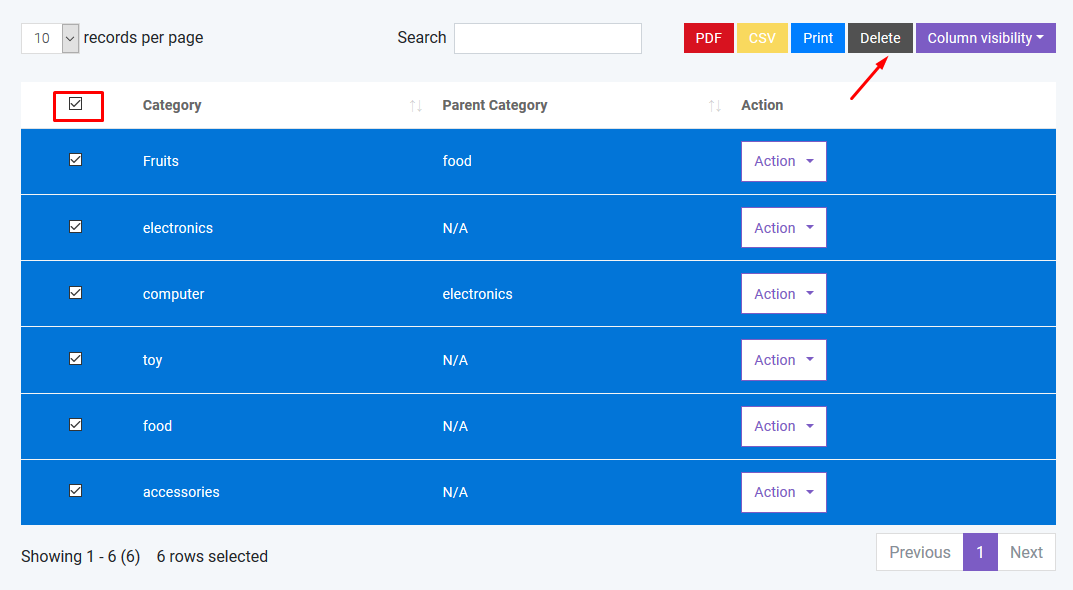 10 records per page Search PDF CSV Print Delete Column visibility
Category Parent Category Action
Fruits food Action
electronics N/A Action
computer electronics Action
toy N/A Action
food N/A Action
accessories N/A Action
Showing 1 - 6 (6) 6 rows selected Previous 1 Next